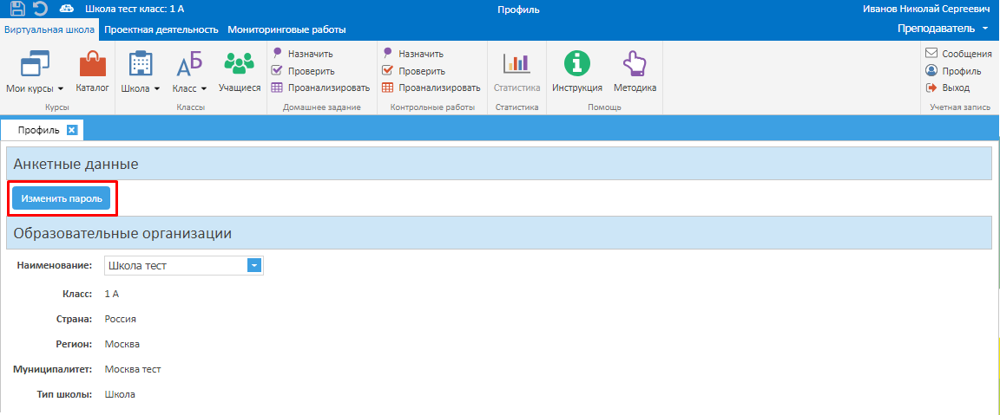 Школа тест класс: 1 А
Профиль
Иванов Николай Сергеевич
Виртуальная школа
Проектная деятельность
Мониторинговые работы
Преподаватель
Мои курсы
Каталог
Курсы
Школа
Класс
Учащиеся
Классы
Назначить
Проверить
Проанализировать
Домашнее задание
Назначить
Проверить
Проанализировать
Контрольные работы
Статистика
Статистика
Инструкция
Методика
Помощь
Сообщения
Профиль
Выход
Учетная запись
Профиль
Анкетные данные
Изменить пароль
Образовательные организации
Наименование: Школа тест
Класс: 1 А
Страна: Россия
Регион: Москва
Муниципалитет: Москва тест
Тип школы: Школа